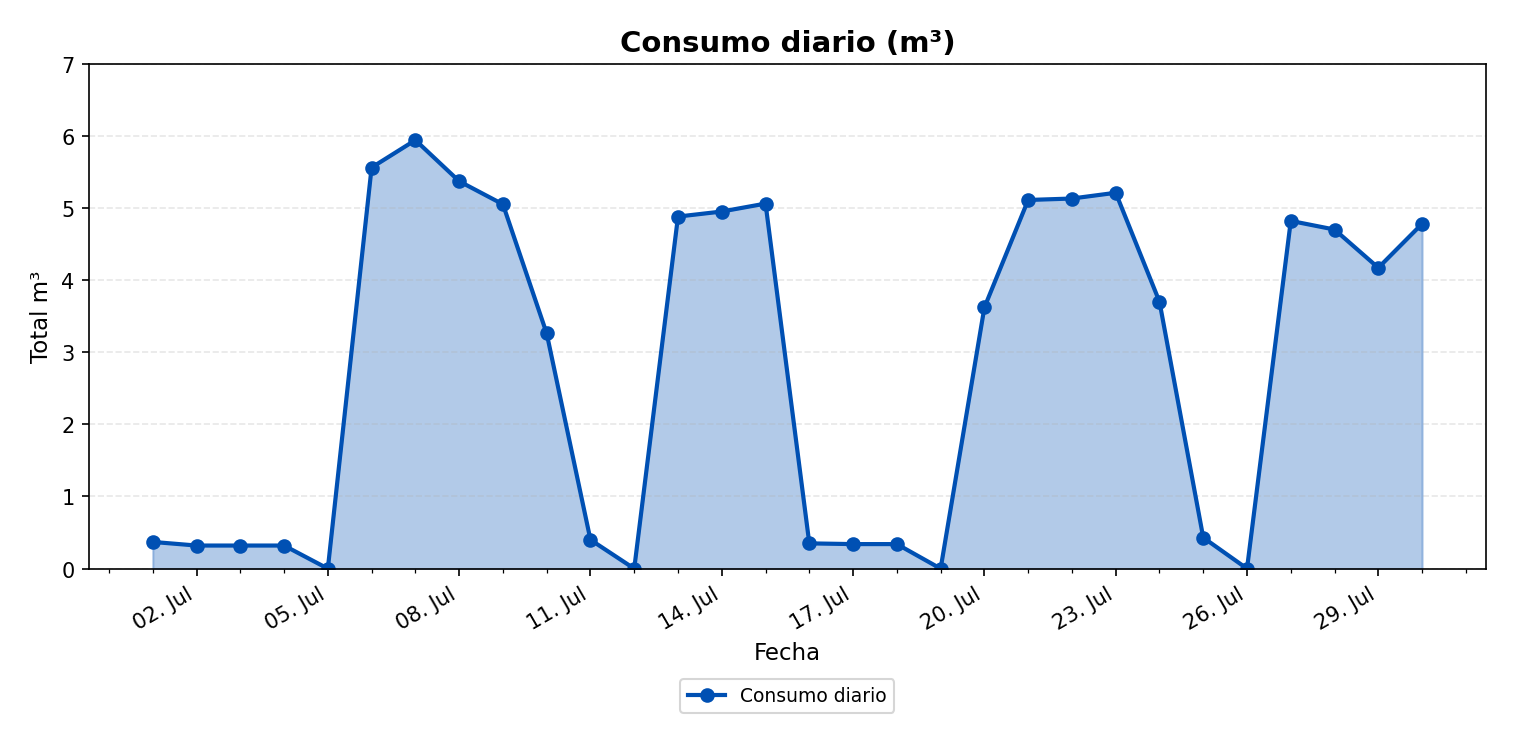 Consumo diario (m³)
7
6
5
4
3
2
1
0
Total m³
02. Jul
05. Jul
08. Jul
11. Jul
14. Jul
17. Jul
20. Jul
23. Jul
26. Jul
29. Jul
Fecha
Consumo diario